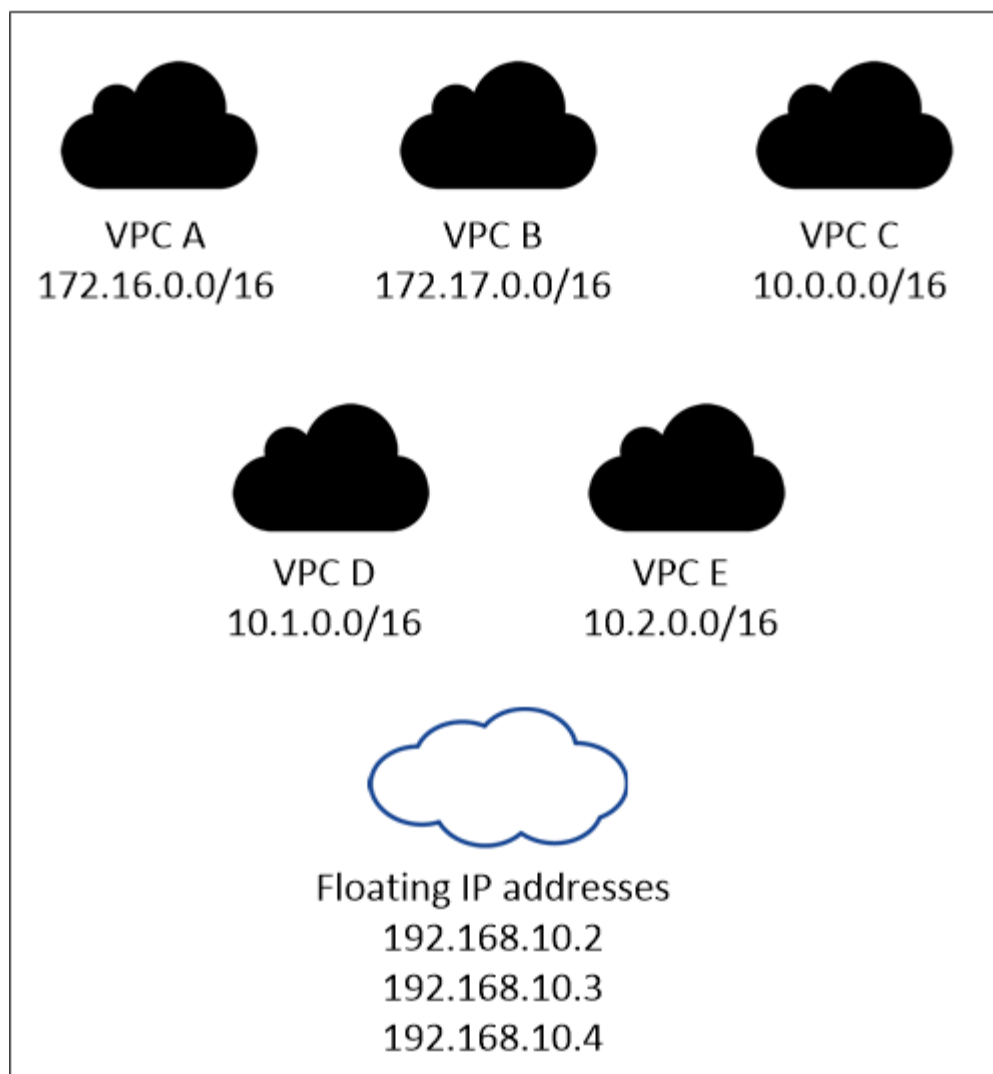 VPC A
172.16.0.0/16
VPC B
172.17.0.0/16
VPC C
10.0.0.0/16
VPC D
10.1.0.0/16
VPC E
10.2.0.0/16
Floating IP addresses
192.168.10.2
192.168.10.3
192.168.10.4